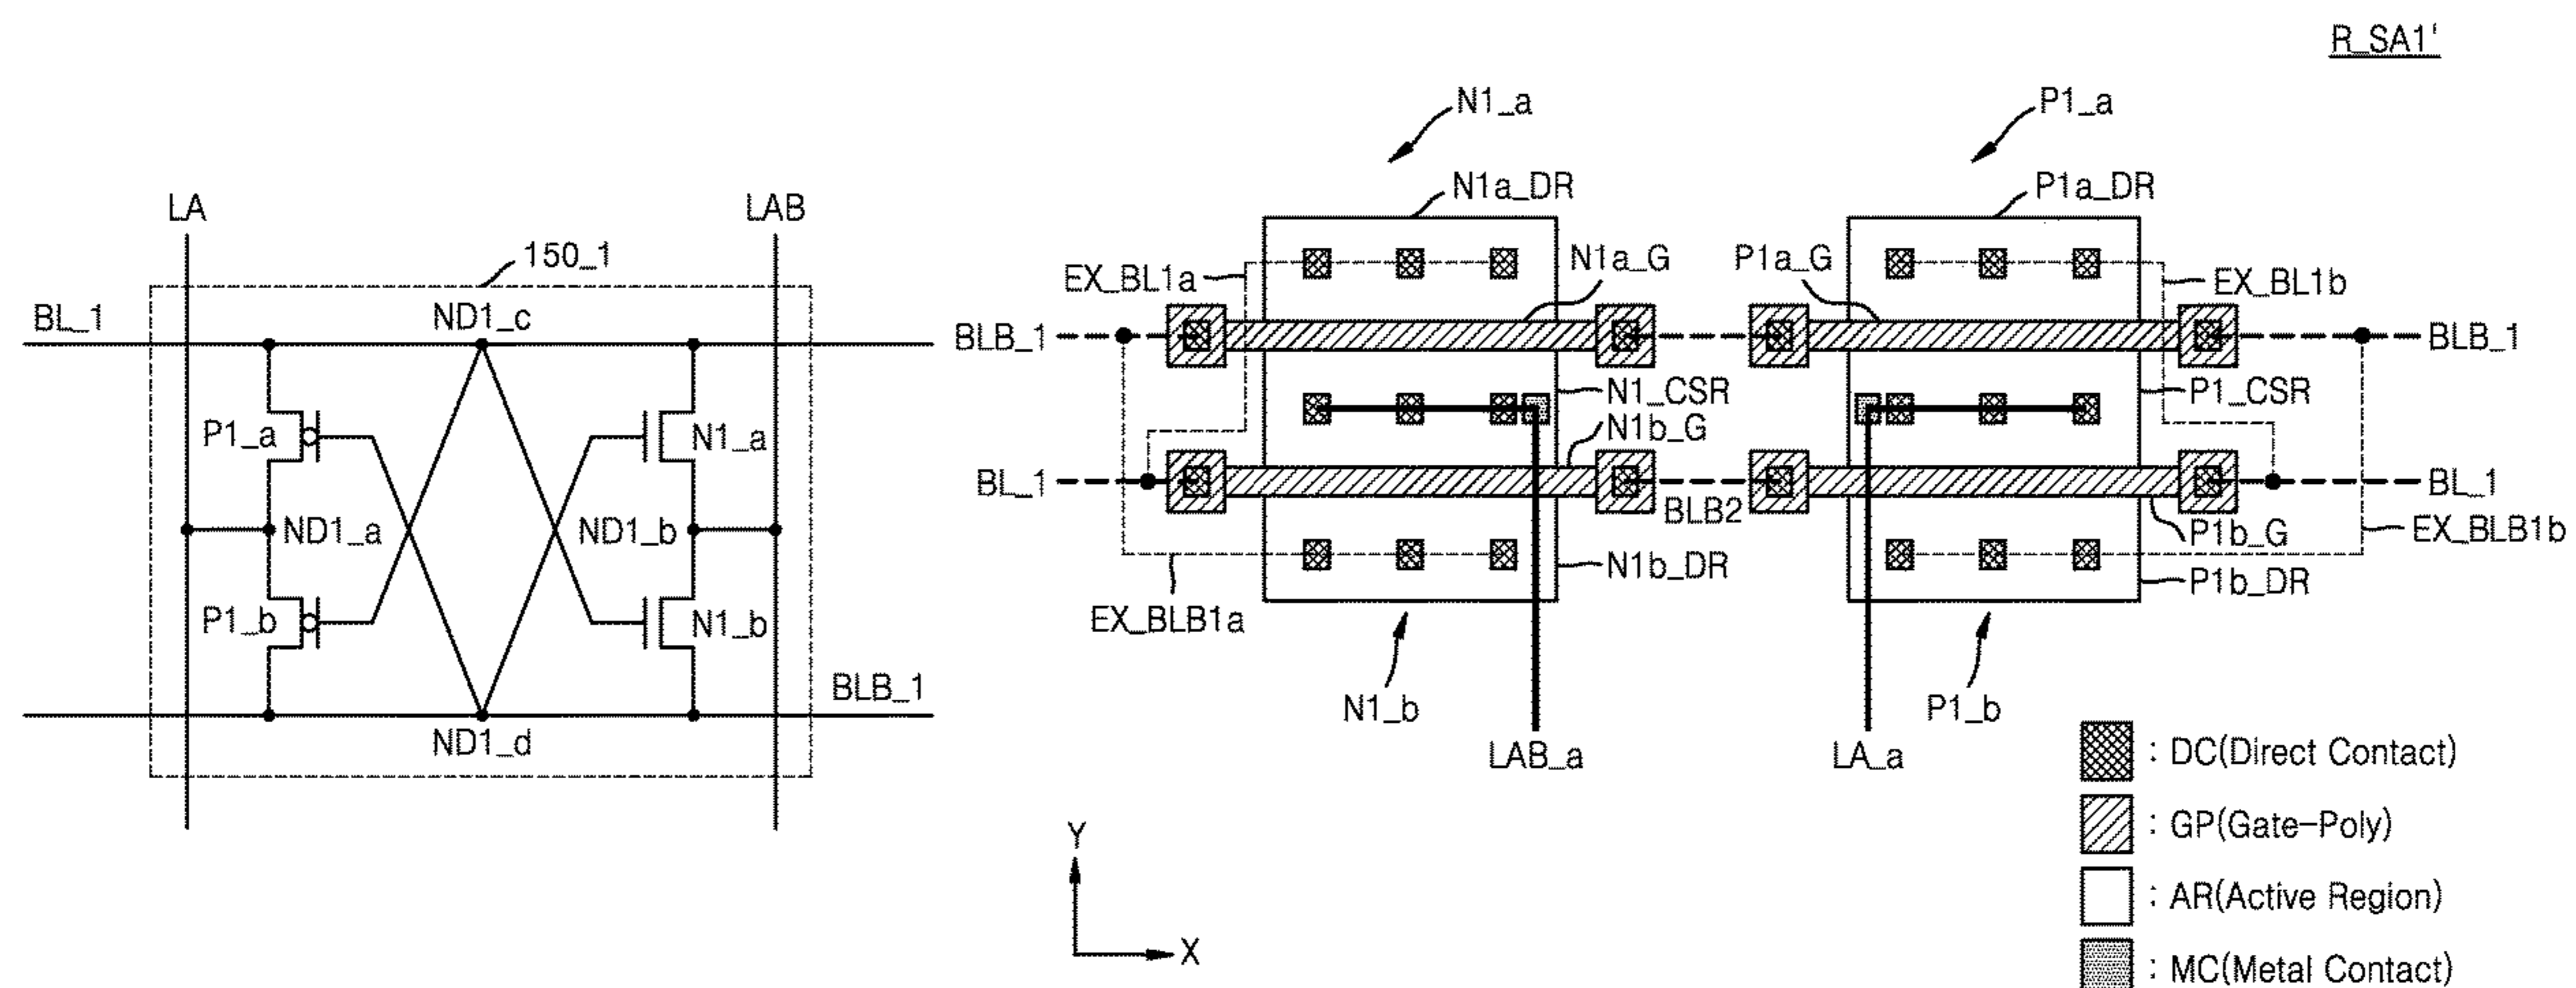 R_SA1'
LA
LAB
150_1
BL_1
ND1_c
P1_a
N1_a
ND1_a
ND1_b
P1_b
N1_b
BLB_1
ND1_d
N1_a
P1_a
N1a_DR
P1a_DR
EX_BL1a
N1a_G
P1a_G
EX_BL1b
BLB_1
BLB_1
N1_CSR
P1_CSR
N1b_G
BL_1
BLB2
BL_1
P1b_G
EX_BLB1b
N1b_DR
P1b_DR
EX_BLB1a
N1_b
P1_b
LAB_a
LA_a
Y
X
: DC(Direct Contact)
: GP(Gate-Poly)
: AR(Active Region)
: MC(Metal Contact)